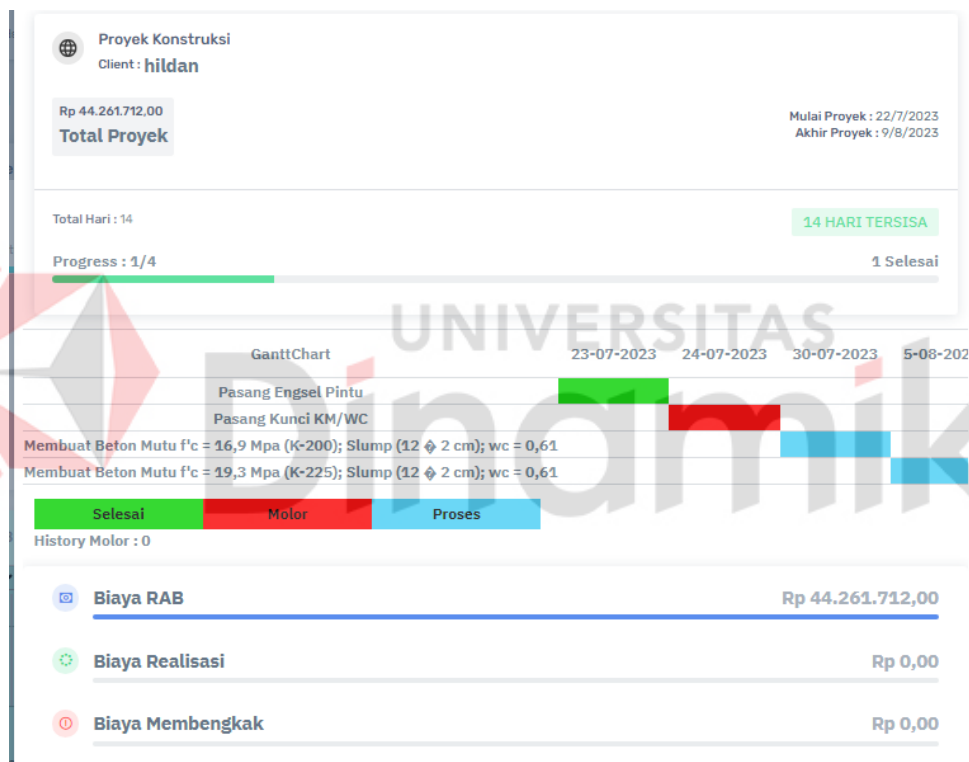 Proyek Konstruksi
Client : hildan
Rp 44.261.712,00
Total Proyek
Mulai Proyek : 22/7/2023
Akhir Proyek : 9/8/2023
Total Hari : 14
14 HARI TERSISA
Progress : 1/4
1 Selesai
UNIVERSITAS
Dinamika
GanttChart 23-07-2023 24-07-2023 30-07-2023 5-08-202
Pasang Engsel Pintu
Pasang Kunci KM/WC
Membuat Beton Mutu f'c = 16,9 Mpa (K-200); Slump (12 � 2 cm); wc = 0,61
Membuat Beton Mutu f'c = 19,3 Mpa (K-225); Slump (12 � 2 cm); wc = 0,61
Selesai Molor Proses
History Molor : 0
Biaya RAB Rp 44.261.712,00
Biaya Realisasi Rp 0,00
Biaya Membengkak Rp 0,00